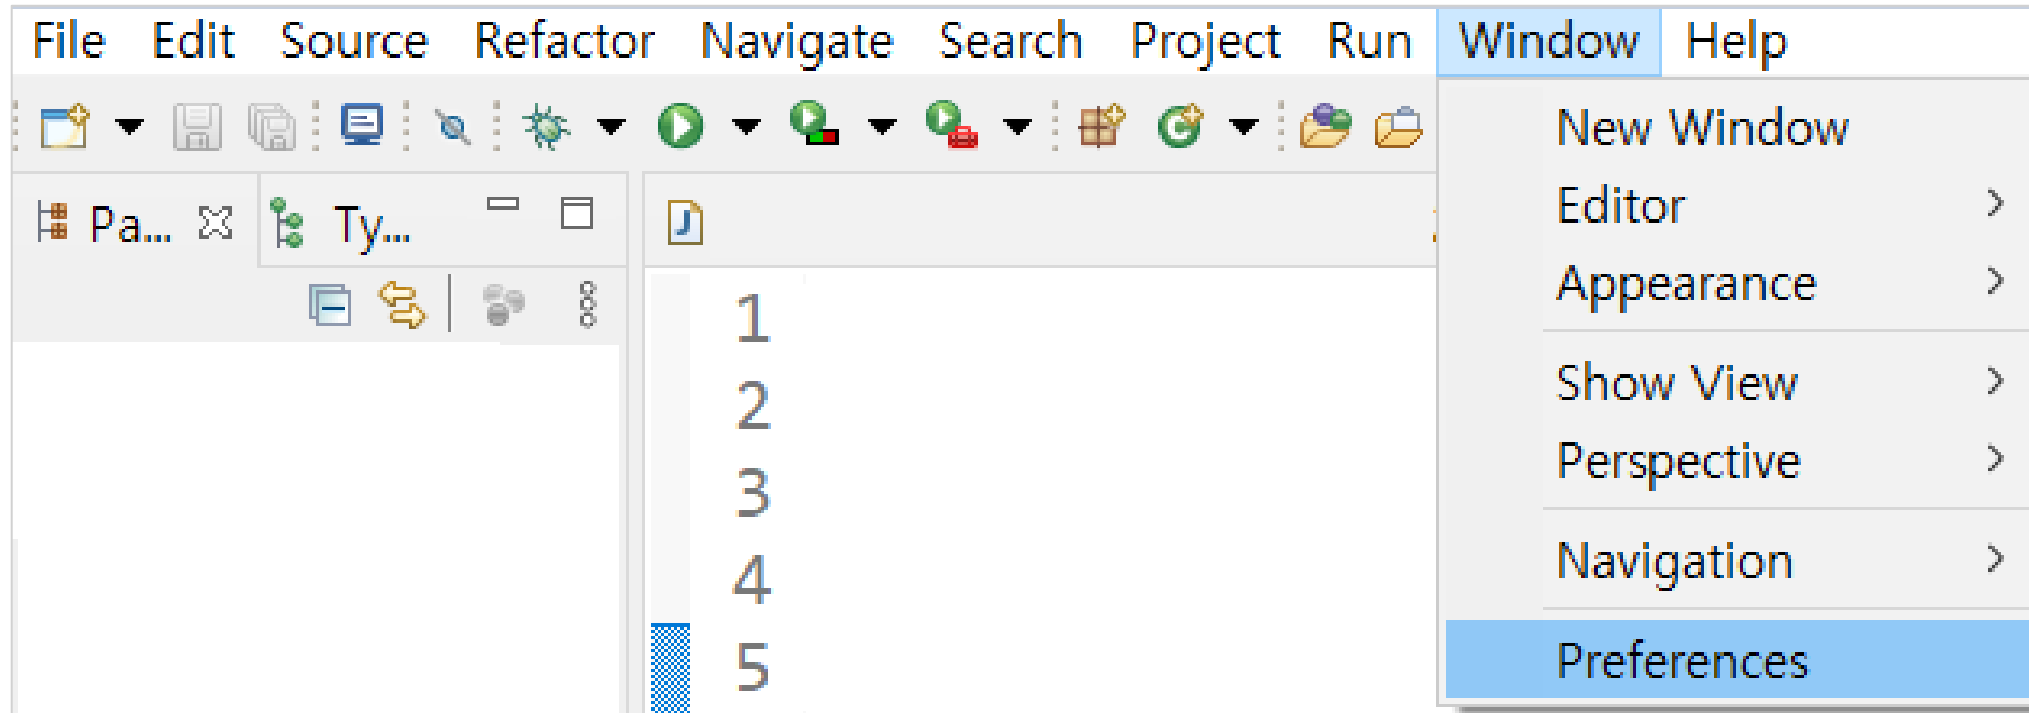 File Edit Source Refactor Navigate Search Project Run Window Help
New Window
Editor
Appearance
Show View
Perspective
Navigation
Preferences
Pa... Ty...
1
2
3
4
5